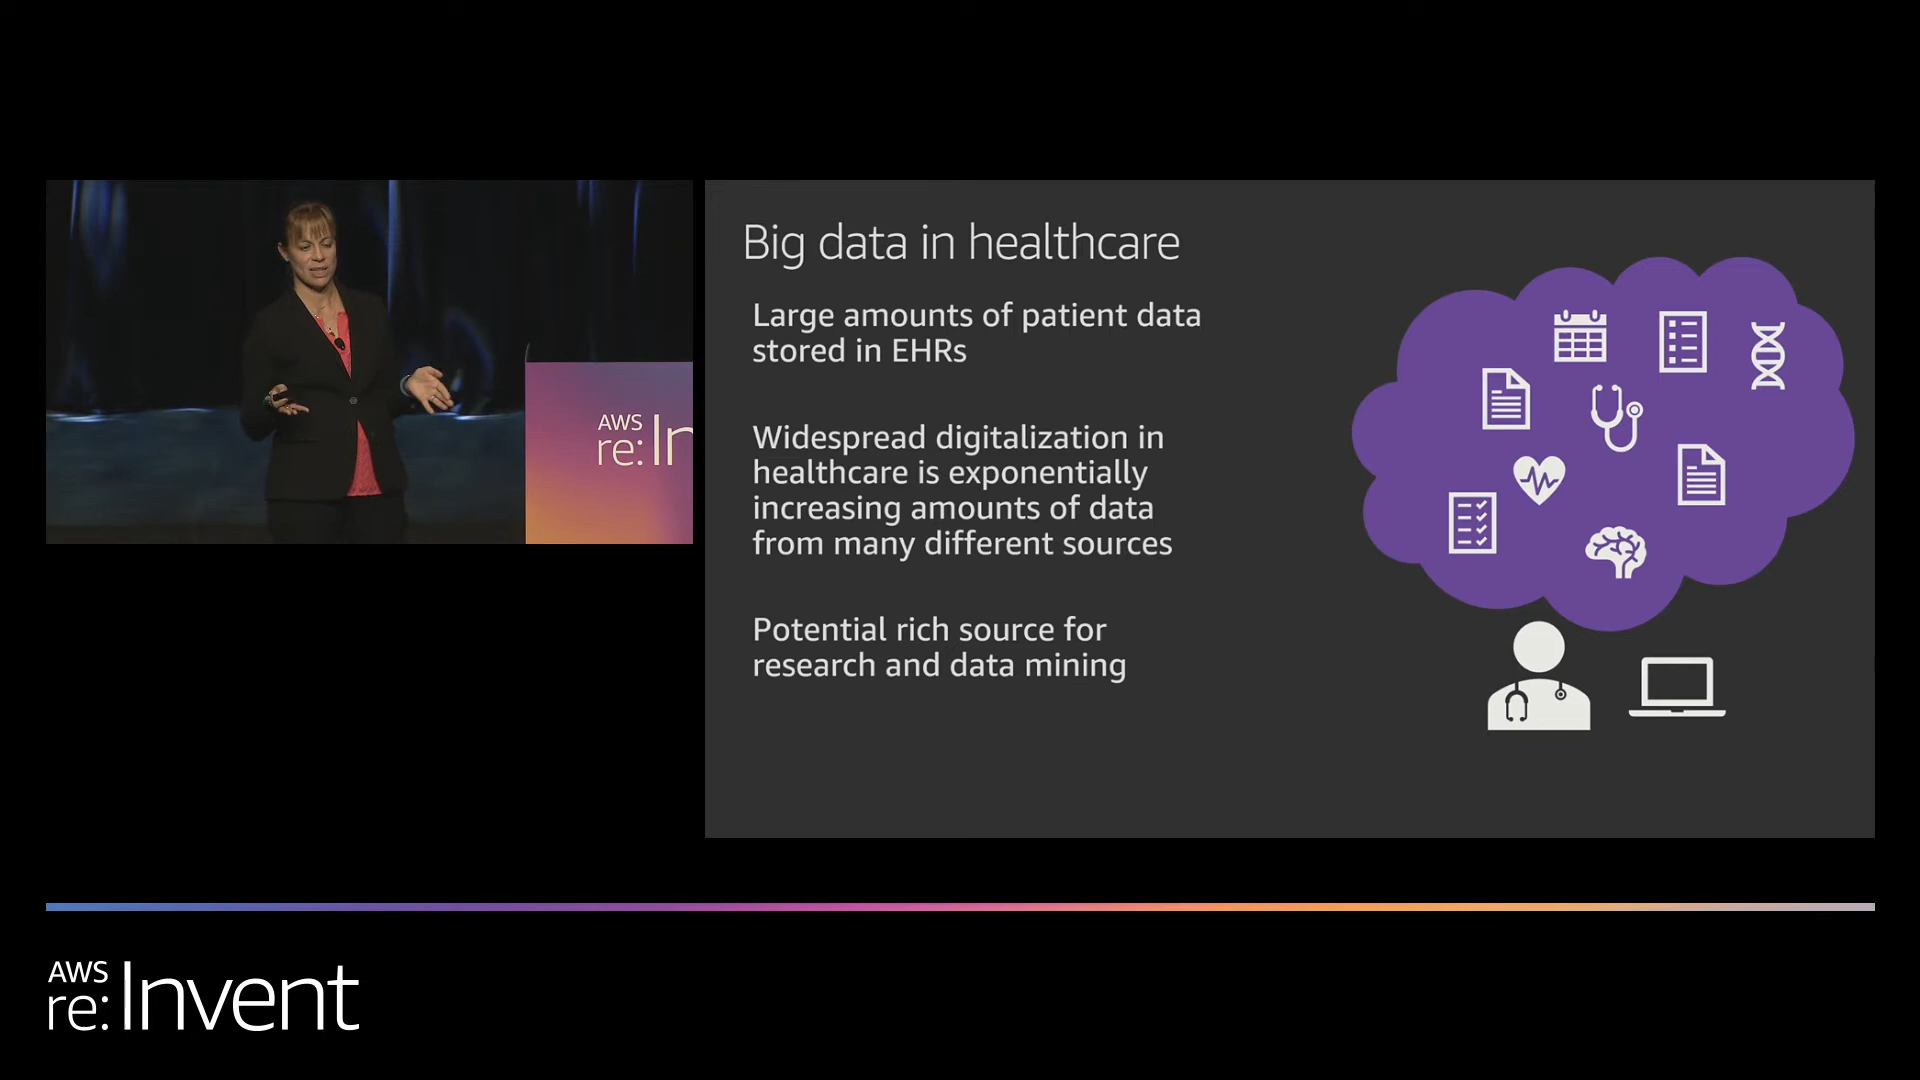 AWS
re:In
Big data in healthcare
Large amounts of patient data
stored in EHRs
Widespread digitalization in
healthcare is exponentially
increasing amounts of data
from many different sources
Potential rich source for
research and data mining
AWS
re:Invent